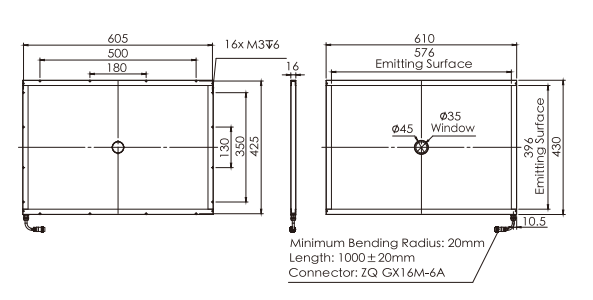 605
500
180
16x M3↧6
16
130
350
425
610
576
Emitting Surface
Ø35
Window
Ø45
396
Emitting Surface
430
10.5
Minimum Bending Radius: 20mm
Length: 1000±20mm
Connector: ZQ GX16M-6A